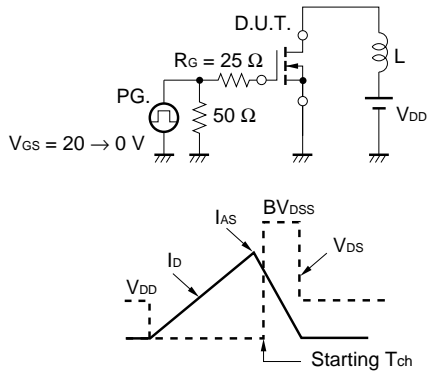 D.U.T.
RG = 25 Ω
L
PG.
50 Ω
VDD
VGS = 20 → 0 V
BVDSS
IAS
VDS
ID
VDD
Starting Tch